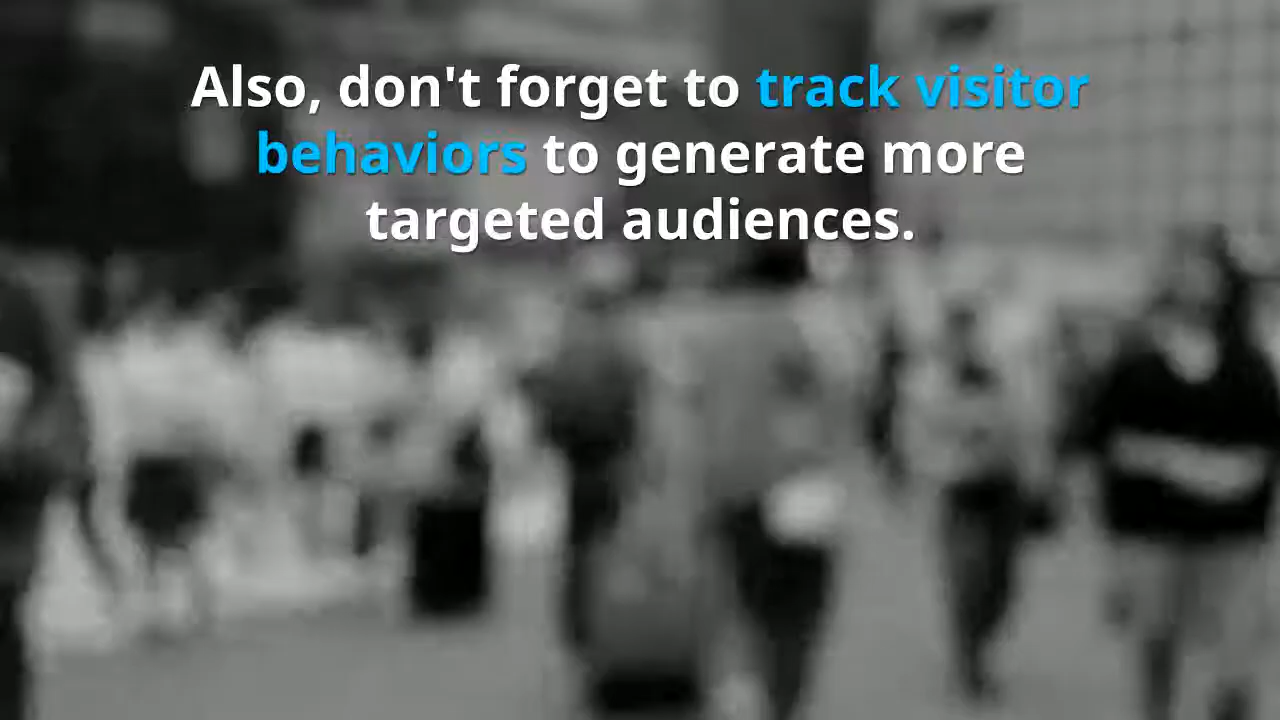 Also, don't forget to track visitor
behaviors to generate more
targeted audiences.